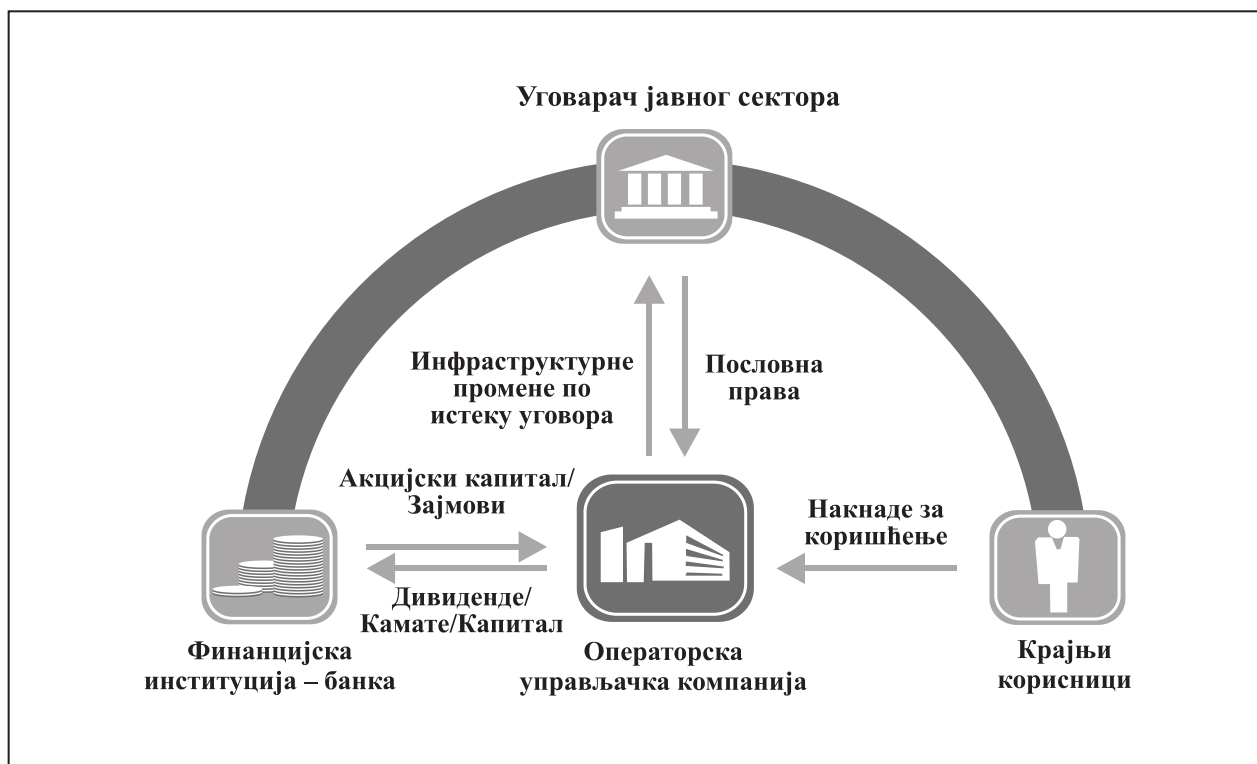 Уговарач јавног сектора
Инфраструктурне
промене по
истеку уговора
Пословна
права
Акцијски капитал/
Зајмови
Накнаде за
коришћење
Дивиденде/
Камате/Капитал
Финанцијска
институција – банка
Операторска
управљачка компанија
Крајњи
корисници